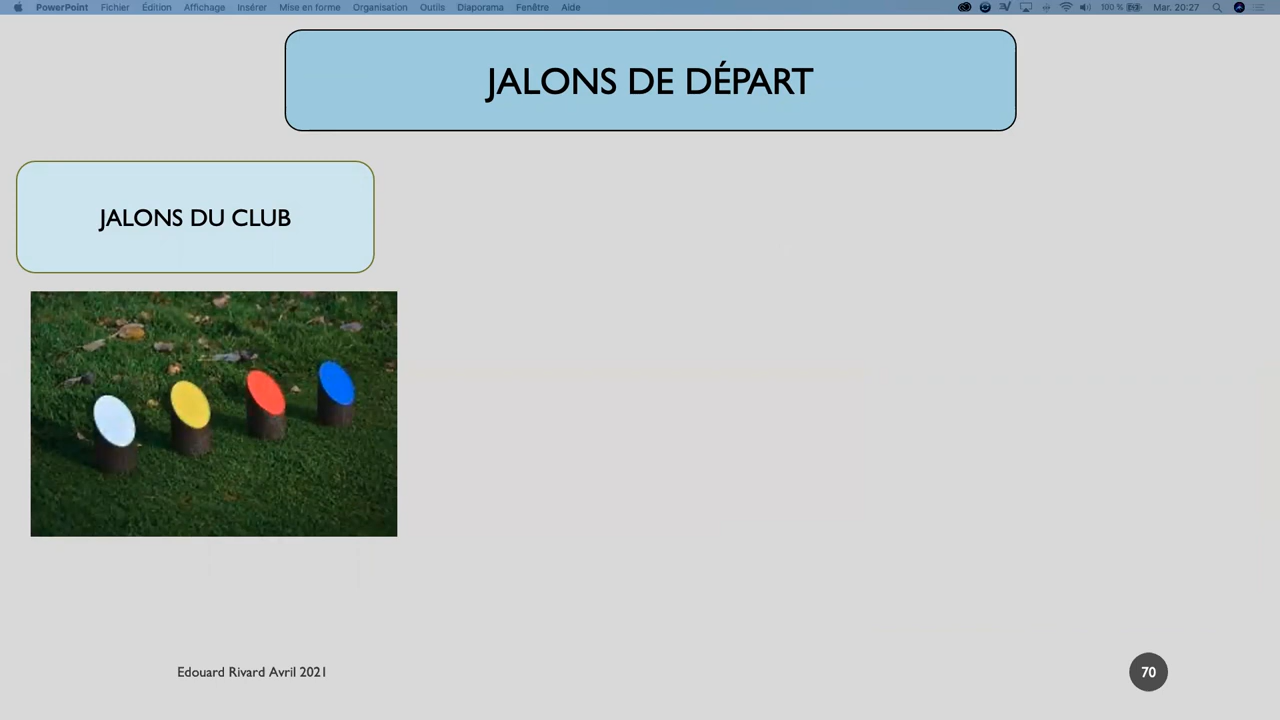 PowerPoint Fichier Édition Affichage Insérer Mise en forme Organisation Outils Diaporama Fenêtre Aide 100 % Mar. 20:27
JALONS DE DÉPART
JALONS DU CLUB
Edouard Rivard Avril 2021
70